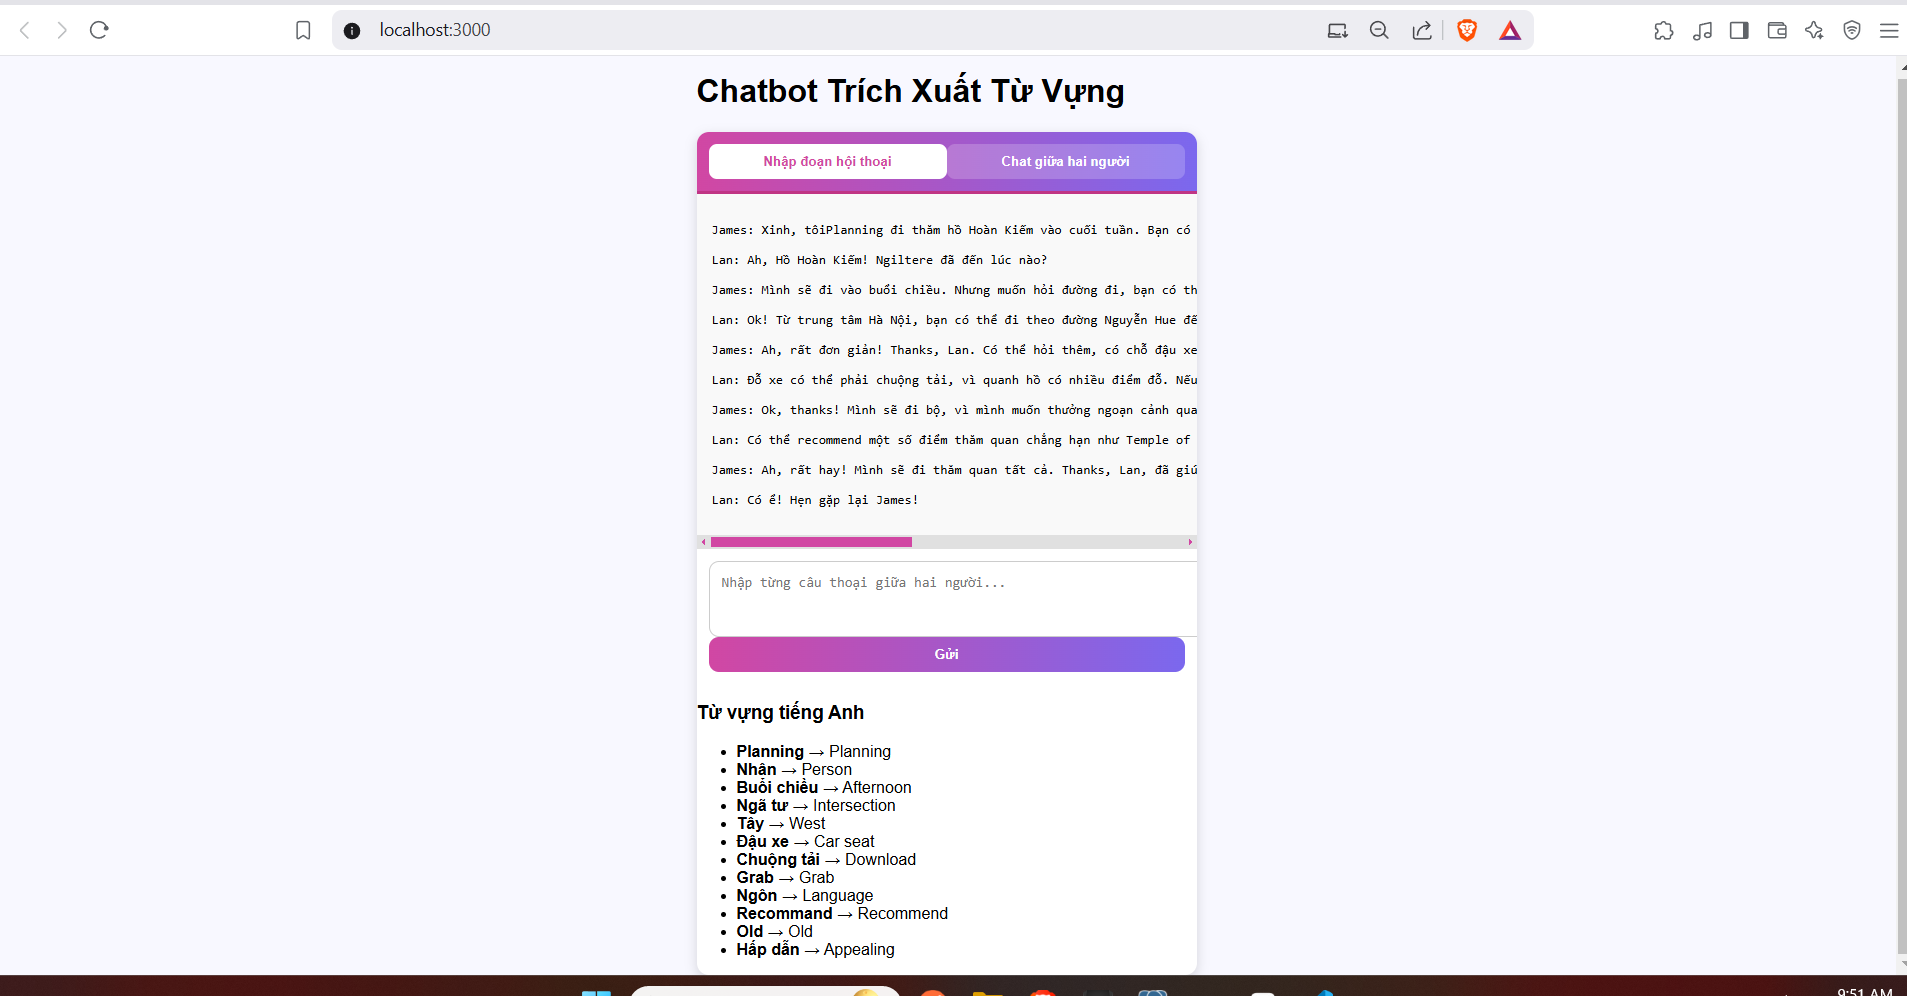 localhost:3000
Chatbot Trích Xuất Từ Vựng
Nhập đoạn hội thoại
Chat giữa hai người
James: Xinh, tôiPlanning đi thăm hồ Hoàn Kiếm vào cuối tuần. Bạn có
Lan: Ah, Hồ Hoàn Kiếm! Ngiltere đã đến lúc nào?
James: Mình sẽ đi vào buổi chiều. Nhưng muốn hỏi đường đi, bạn có th
Lan: Ok! Từ trung tâm Hà Nội, bạn có thể đi theo đường Nguyễn Hue đế
James: Ah, rất đơn giản! Thanks, Lan. Có thể hỏi thêm, có chỗ đậu xe
Lan: Đỗ xe có thể phải chuộng tải, vì quanh hồ có nhiều điểm đỗ. Nếu
James: Ok, thanks! Mình sẽ đi bộ, vì mình muốn thưởng ngoạn cảnh qua
Lan: Có thể recommend một số điểm thăm quan chẳng hạn như Temple of
James: Ah, rất hay! Mình sẽ đi thăm quan tất cả. Thanks, Lan, đã giú
Lan: Có ể! Hẹn gặp lại James!
Nhập từng câu thoại giữa hai người...
Gửi
Từ vựng tiếng Anh
Planning → Planning
Nhân → Person
Buổi chiều → Afternoon
Ngã tư → Intersection
Tây → West
Đậu xe → Car seat
Chuộng tải → Download
Grab → Grab
Ngôn → Language
Recommand → Recommend
Old → Old
Hấp dẫn → Appealing
9:51 AM